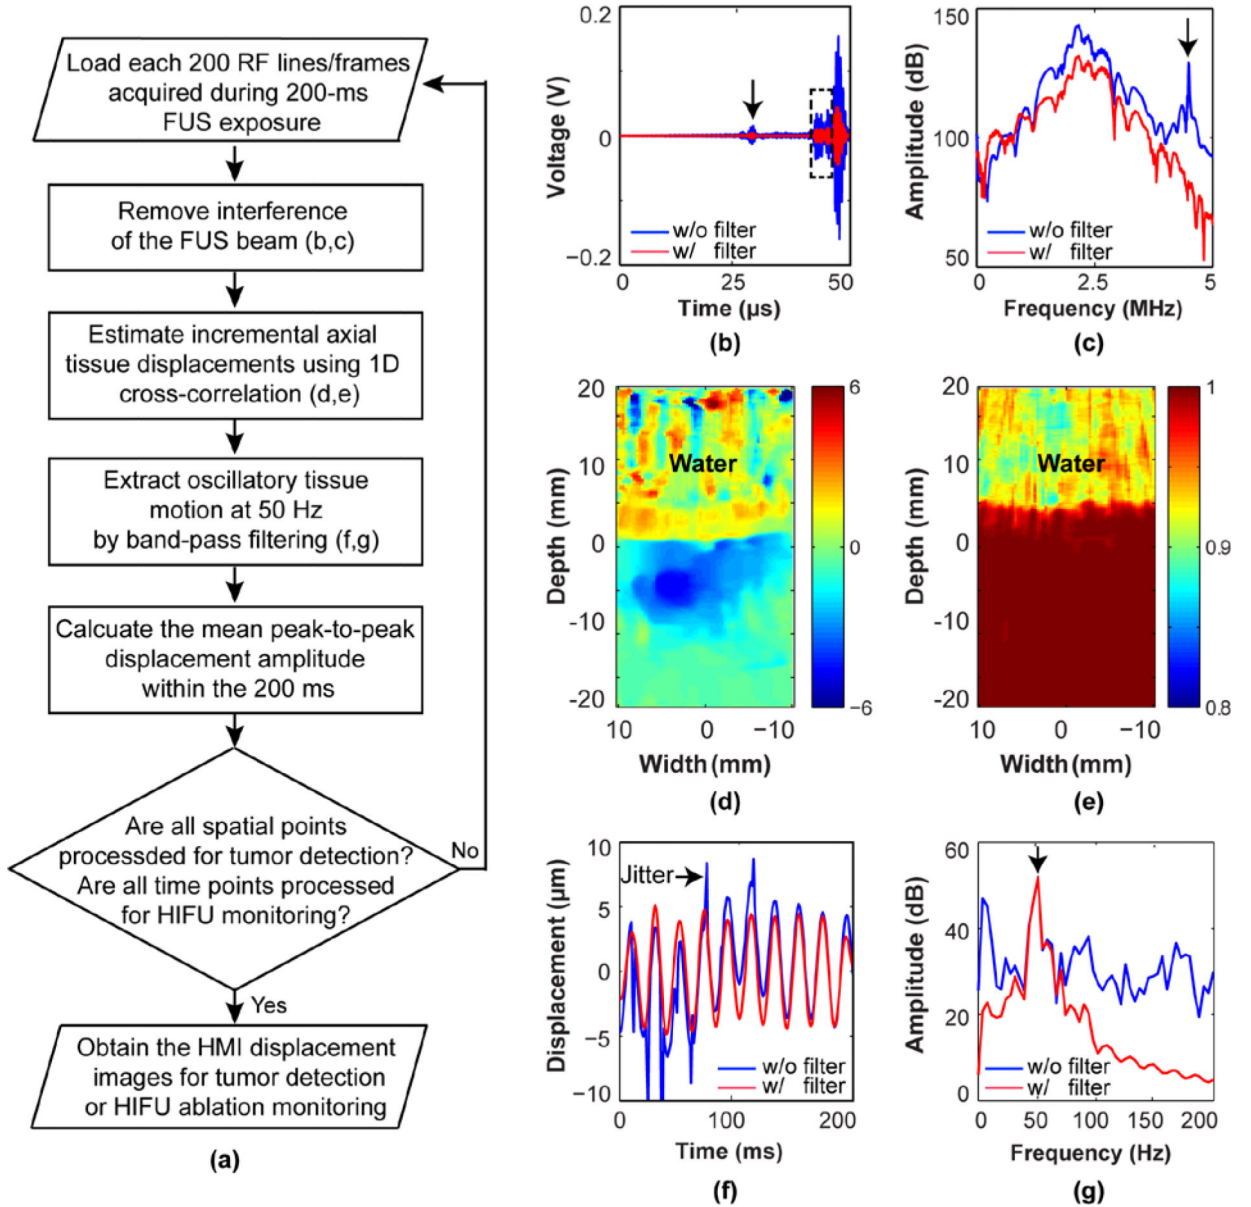 Load each 200 RF lines/frames
acquired during 200-ms
FUS exposure
Remove interference
of the FUS beam (b,c)
Estimate incremental axial
tissue displacements using 1D
cross-correlation (d,e)
Extract oscillatory tissue
motion at 50 Hz
by band-pass filtering (f,g)
Calcuate the mean peak-to-peak
displacement amplitude
within the 200 ms
Are all spatial points
processded for tumor detection?
Are all time points processed
for HIFU monitoring?
No
Yes
Obtain the HMI displacement
images for tumor detection
or HIFU ablation monitoring
(a)
0.2
0
−0.2
Voltage (V)
w/o filter
w/ filter
0
25
50
Time (µs)
(b)
150
100
50
Amplitude (dB)
w/o filter
w/ filter
0
2.5
5
Frequency (MHz)
(c)
20
10
0
-10
-20
Depth (mm)
Water
6
0
−6
10
0
−10
Width (mm)
(d)
20
10
0
-10
-20
Depth (mm)
Water
1
0.9
0.8
10
0
−10
Width (mm)
(e)
10
5
0
−5
−10
Displacement (µm)
Jitter
w/o filter
w/ filter
0
100
200
Time (ms)
(f)
60
40
20
0
Amplitude (dB)
w/o filter
w/ filter
0
50
100
150
200
Frequency (Hz)
(g)